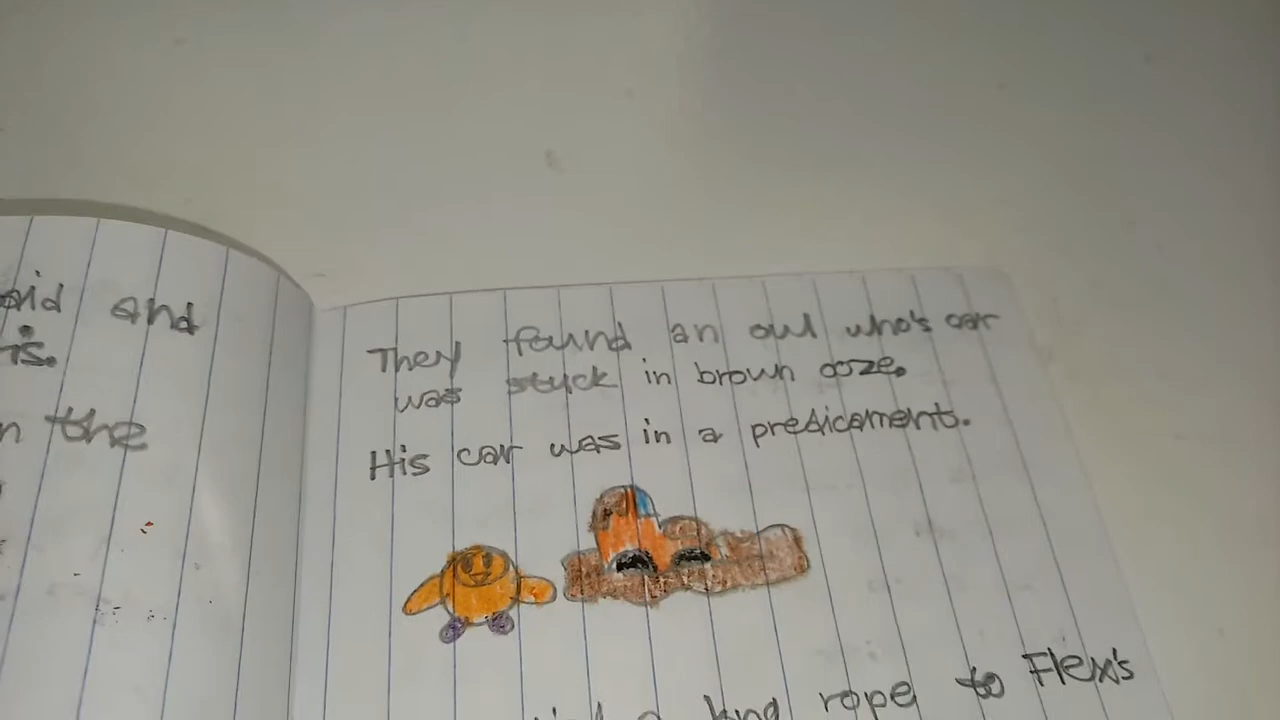 and
is.
the
They found an owl who's car
was stuck in brown ooze.
His car was in a predicament.
a long rope to Flex's